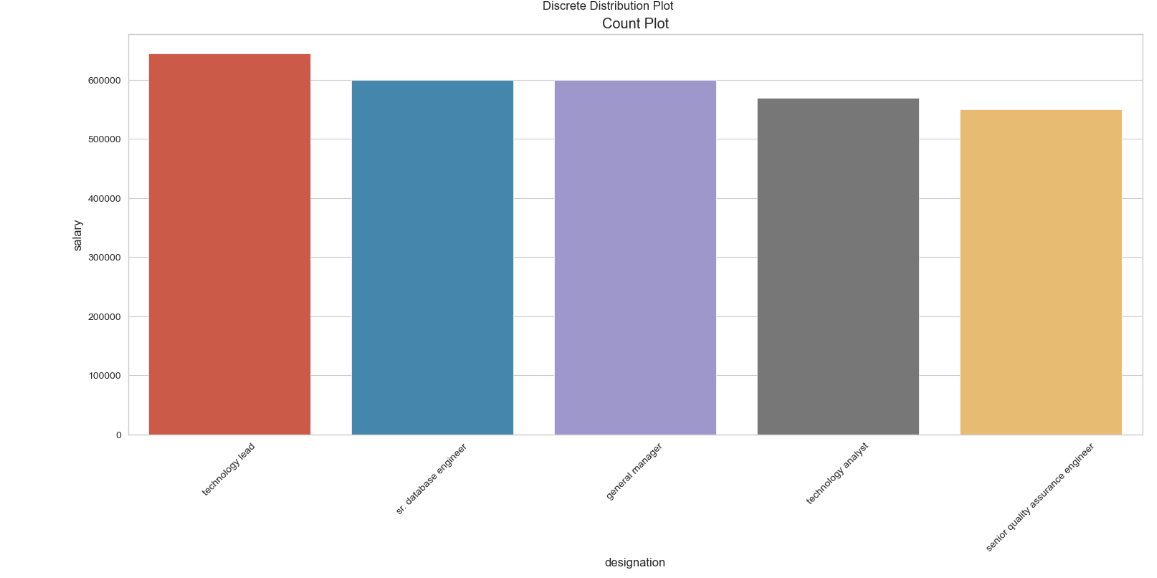 Discrete Distribution Plot
Count Plot
600000
500000
400000
300000
200000
100000
0
salary
technology lead
sr. database engineer
general manager
technology analyst
senior quality assurance engineer
designation